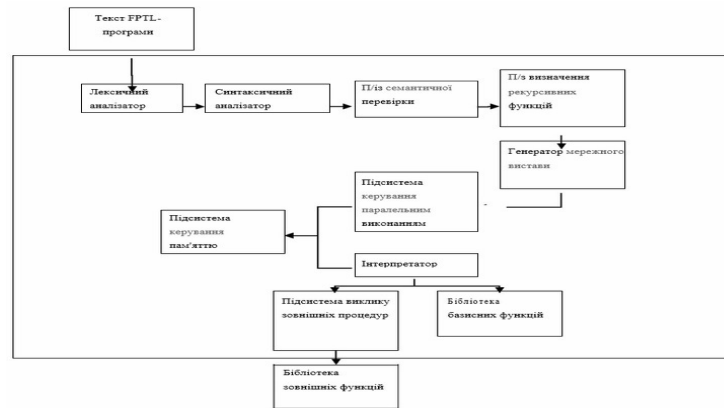 Текст FPTL-
програми
Лексичний
аналізатор
Синтаксичний
аналізатор
П/із семантичної
перевірки
П/з визначення
рекурсивних
функцій
Генератор мережного
вистави
Підсистема
керування
паралельним
виконанням
Підсистема
керування
пам'яттю
Інтерпретатор
Підсистема виклику
зовнішніх процедур
Бібліотека
базисних функцій
Бібліотека
зовнішніх функцій